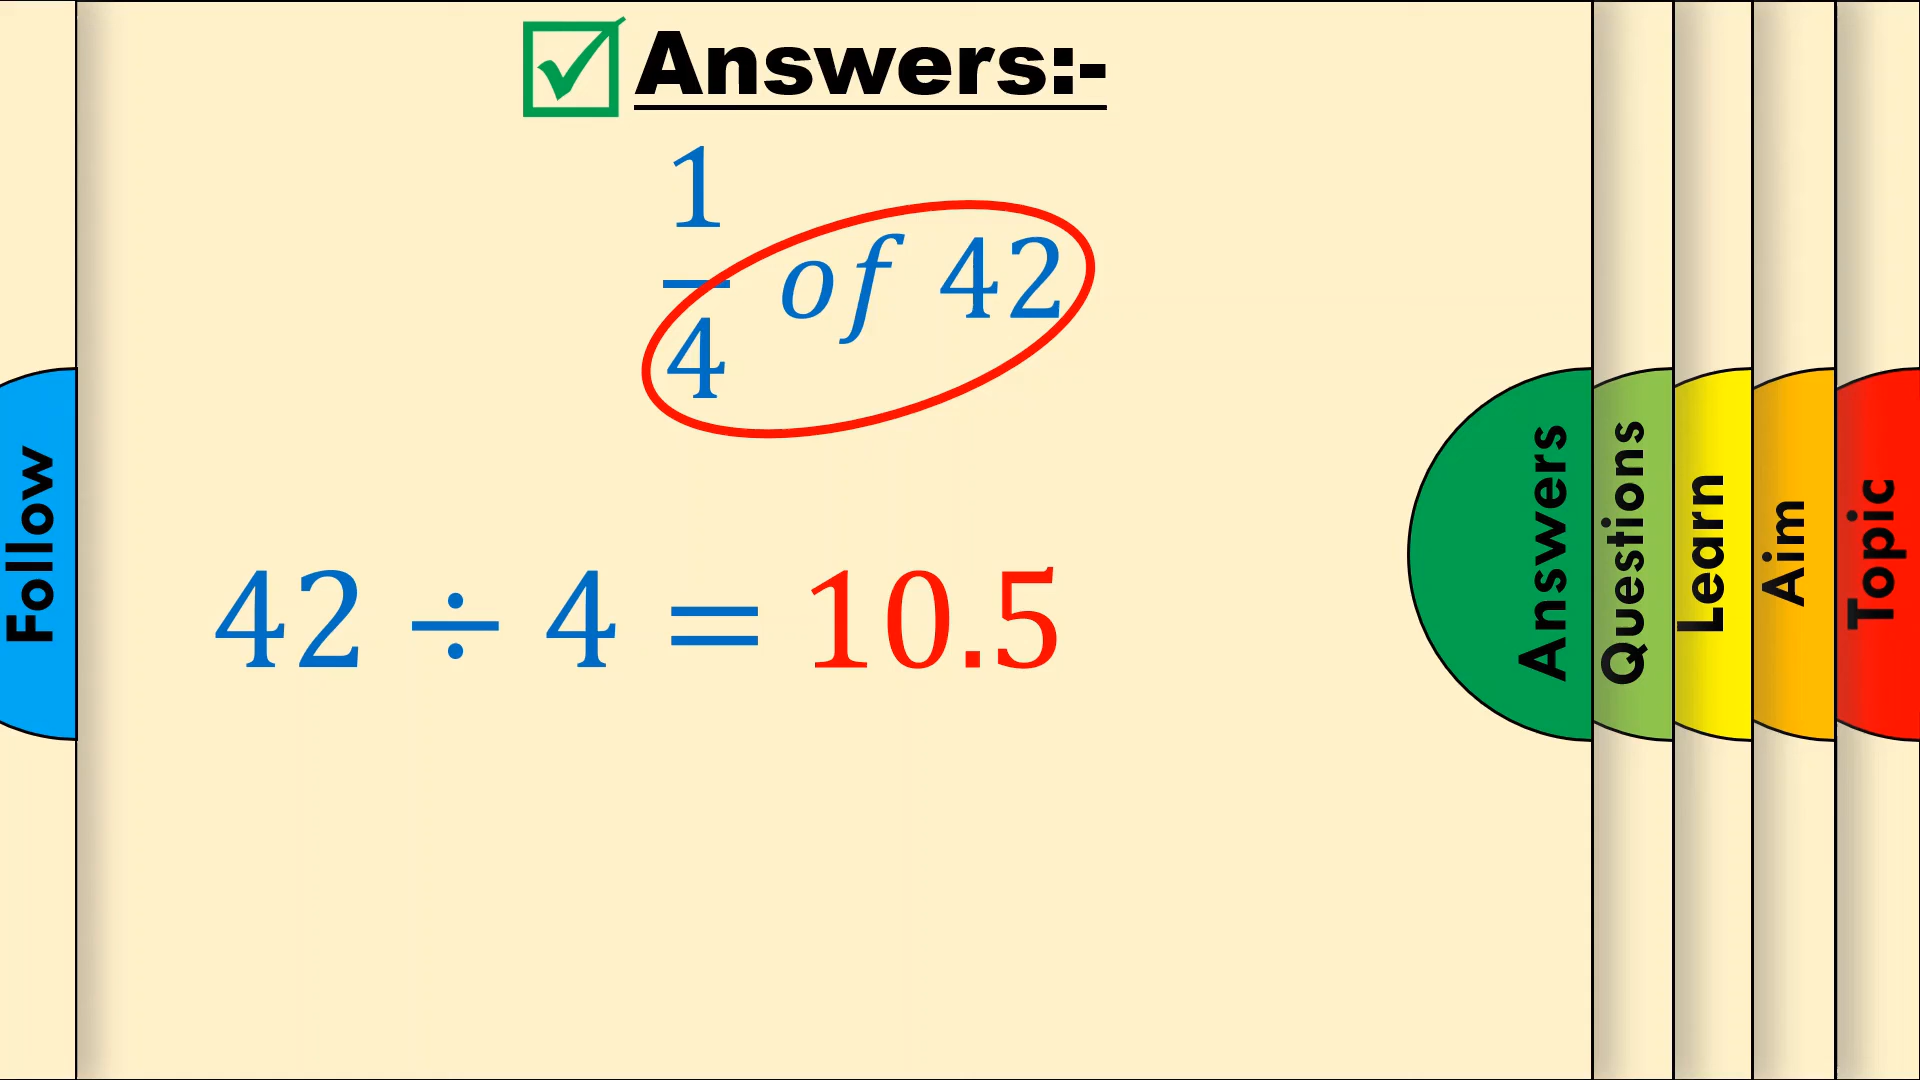 Answers:-
1/4 of 42
42 ÷ 4 = 10.5
Follow
Answers
Questions
Learn
Aim
Topic